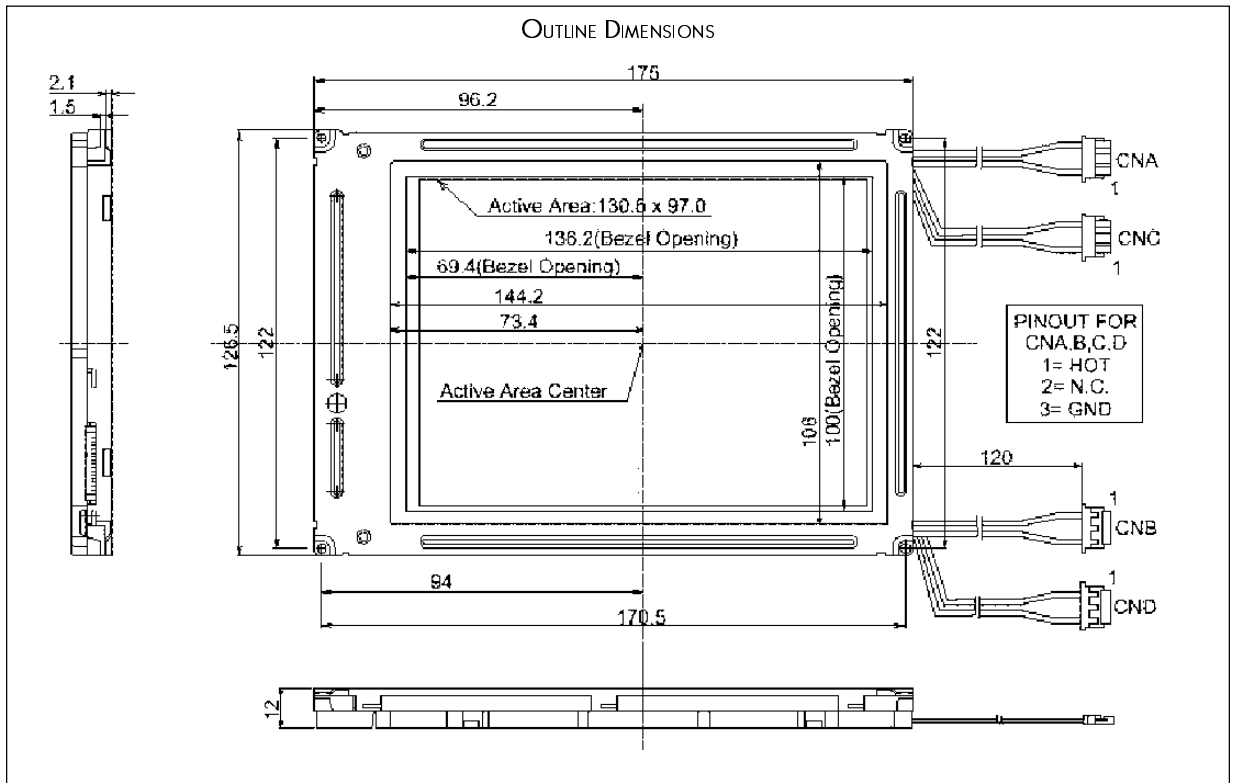 OUTLINE DIMENSIONS
175
2.1
96.2
1.5
CNA
1
Active Area:130.6 x 97.0
136.2(Bezel Opening)
CNC
69.4(Bezel Opening)
1
144.2
73.4
126.5
122
100(Bezel Opening)
106
122
PINOUT FOR
CNA,B,C,D
1= HOT
2= N.C.
3= GND
Active Area Center
120
1
CNB
94
1
CND
170.5
12